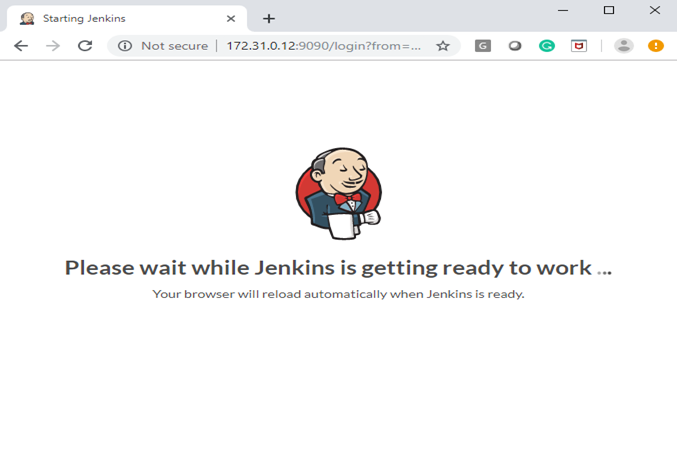 Starting Jenkins
Not secure | 172.31.0.12:9090/login?from=...
Please wait while Jenkins is getting ready to work ...
Your browser will reload automatically when Jenkins is ready.